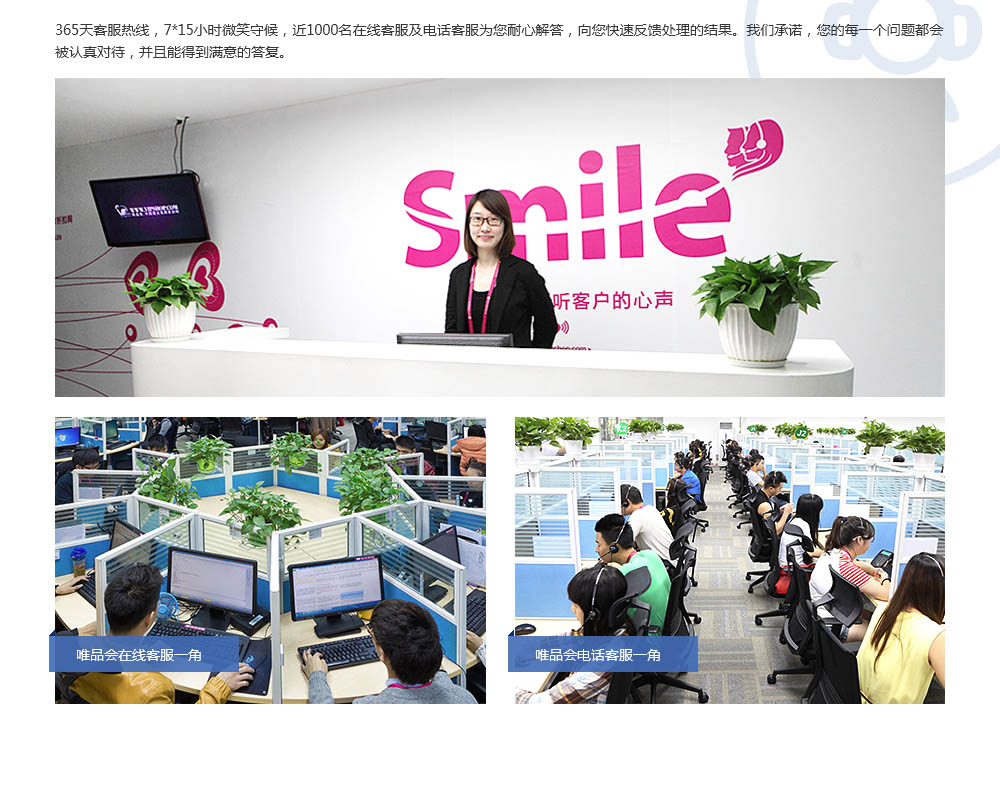 365天客服热线，7*15小时微笑守候，近1000名在线客服及电话客服为您耐心解答，向您快速反馈处理的结果。我们承诺，您的每一个问题都会
被认真对待，并且能得到满意的答复。
Smile
听客户的心声
唯品会在线客服一角
唯品会电话客服一角